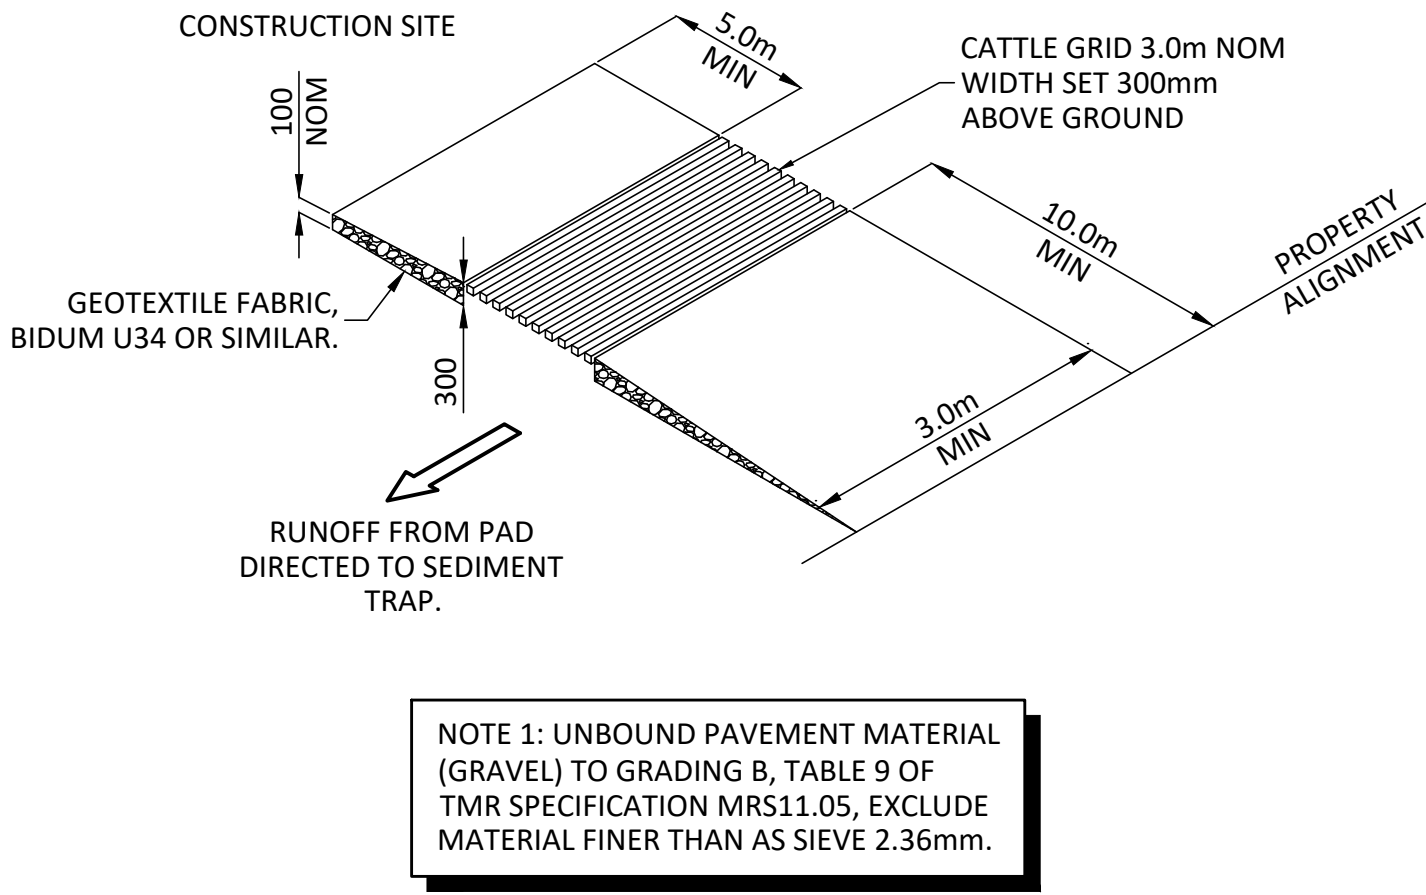 CONSTRUCTION SITE
5.0m
MIN
CATTLE GRID 3.0m NOM
WIDTH SET 300mm
ABOVE GROUND
100
NOM
10.0m
MIN
PROPERTY
ALIGNMENT
GEOTEXTILE FABRIC,
BIDUM U34 OR SIMILAR.
300
3.0m
MIN
RUNOFF FROM PAD
DIRECTED TO SEDIMENT
TRAP.
NOTE 1: UNBOUND PAVEMENT MATERIAL
(GRAVEL) TO GRADING B, TABLE 9 OF
TMR SPECIFICATION MRS11.05, EXCLUDE
MATERIAL FINER THAN AS SIEVE 2.36mm.